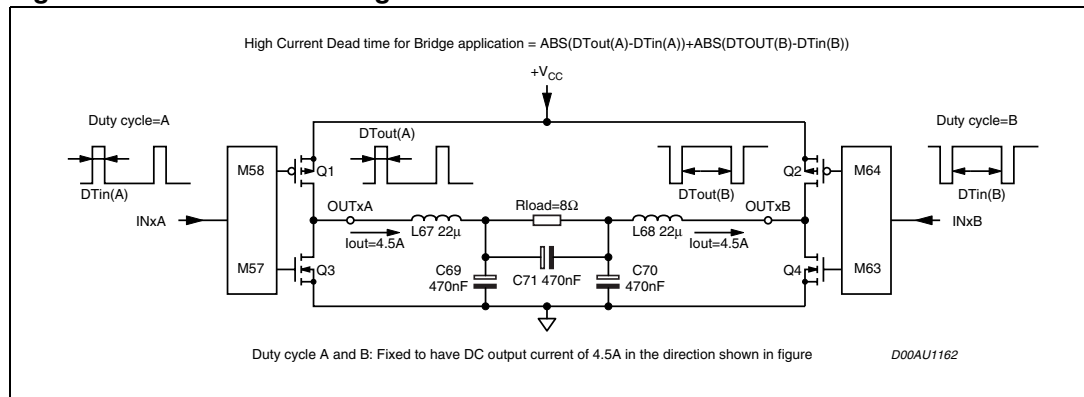 High Current Dead time for Bridge application = ABS(DTout(A)-DTin(A))+ABS(DTOUT(B)-DTin(B))
+VCC
Duty cycle=A
DTout(A)
Duty cycle=B
M58
Q1
Q2
M64
DTin(A)
DTout(B)
DTin(B)
INxA
OUTxA
Rload=8Ω
OUTxB
INxB
L67 22μ
L68 22μ
Iout=4.5A
Iout=4.5A
M57
Q3
C69
470nF
C71 470nF
C70
470nF
Q4
M63
Duty cycle A and B: Fixed to have DC output current of 4.5A in the direction shown in figure
D00AU1162